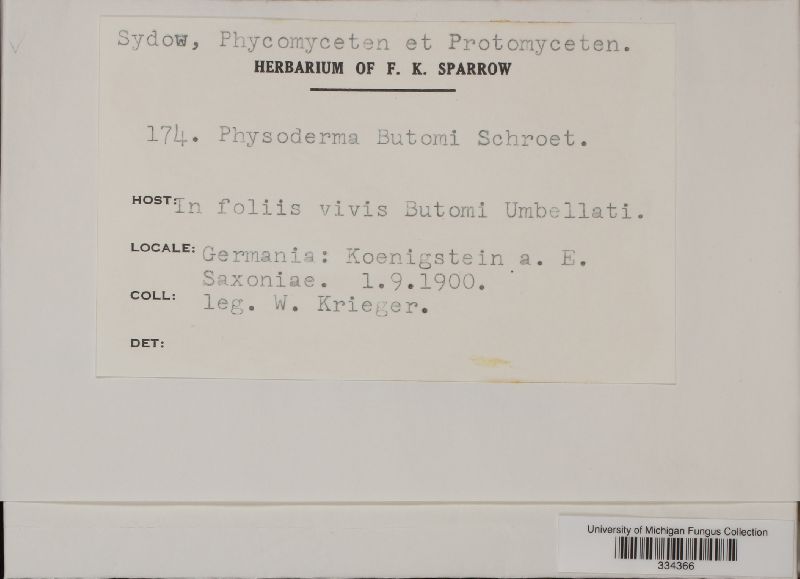 Sydow, Phycomyceten et Protomyceten.
HERBARIUM OF F. K. SPARROW
174. Physoderma Butomi Schroet.
HOST: In foliis vivis Butomi Umbellati.
LOCALE: Germania: Koenigstein a. E.
Saxoniae. 1.9.1900.
COLL: leg. W. Krieger.
DET:
University of Michigan Fungus Collection
334366